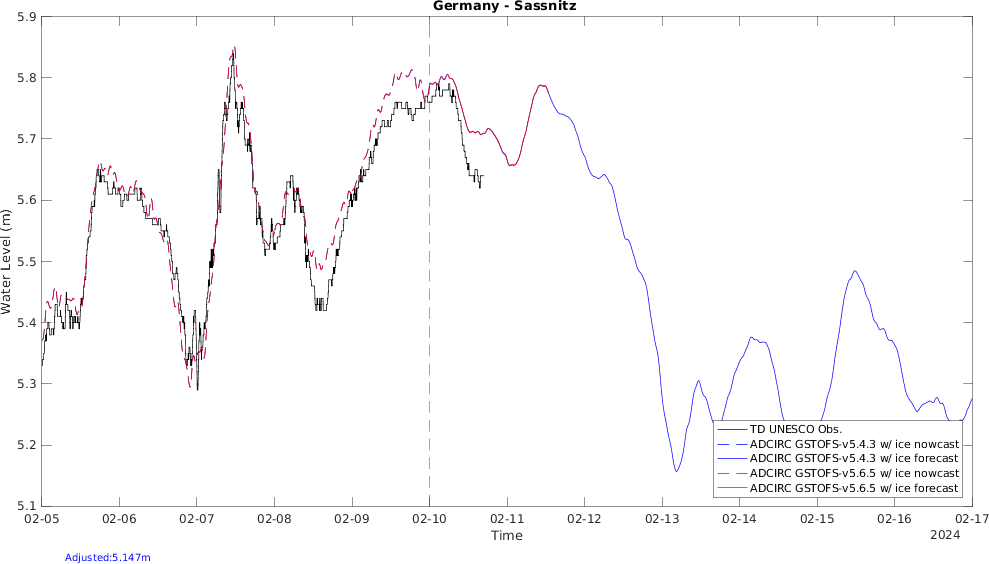 Germany - Sassnitz
5.9
5.8
5.7
5.6
5.5
5.4
5.3
5.2
5.1
Water Level (m)
TD UNESCO Obs.
ADCIRC GSTOFS-v5.4.3 w/ ice nowcast
ADCIRC GSTOFS-v5.4.3 w/ ice forecast
ADCIRC GSTOFS-v5.6.5 w/ ice nowcast
ADCIRC GSTOFS-v5.6.5 w/ ice forecast
02-05 02-06 02-07 02-08 02-09 02-10 02-11 02-12 02-13 02-14 02-15 02-16 02-17
Time
2024
Adjusted:5.147m